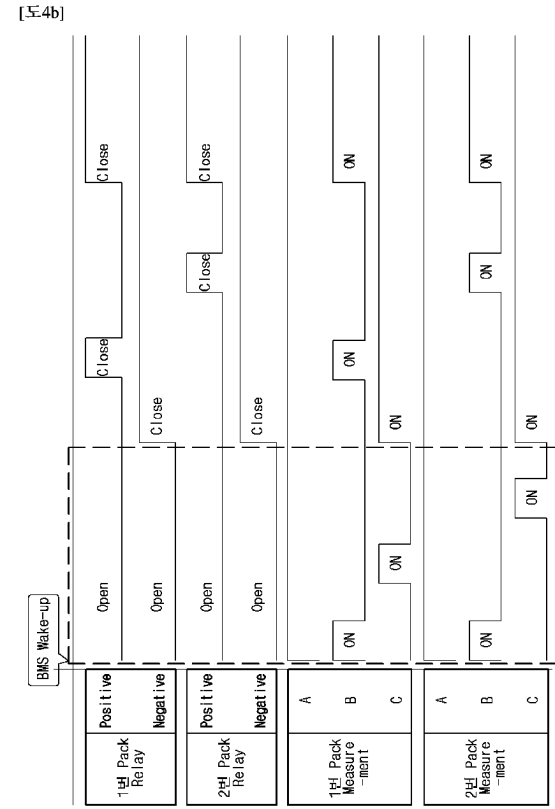 [도4b]
BMS Wake-up
1번 Pack
Relay
Positive
Open
Close
Close
Negative
Open
Close
2번 Pack
Relay
Positive
Open
Close
Close
Negative
Open
Close
1번 Pack
Measure
-ment
A
B
ON
ON
ON
C
ON
ON
2번 Pack
Measure
-ment
A
B
ON
ON
ON
C
ON
ON